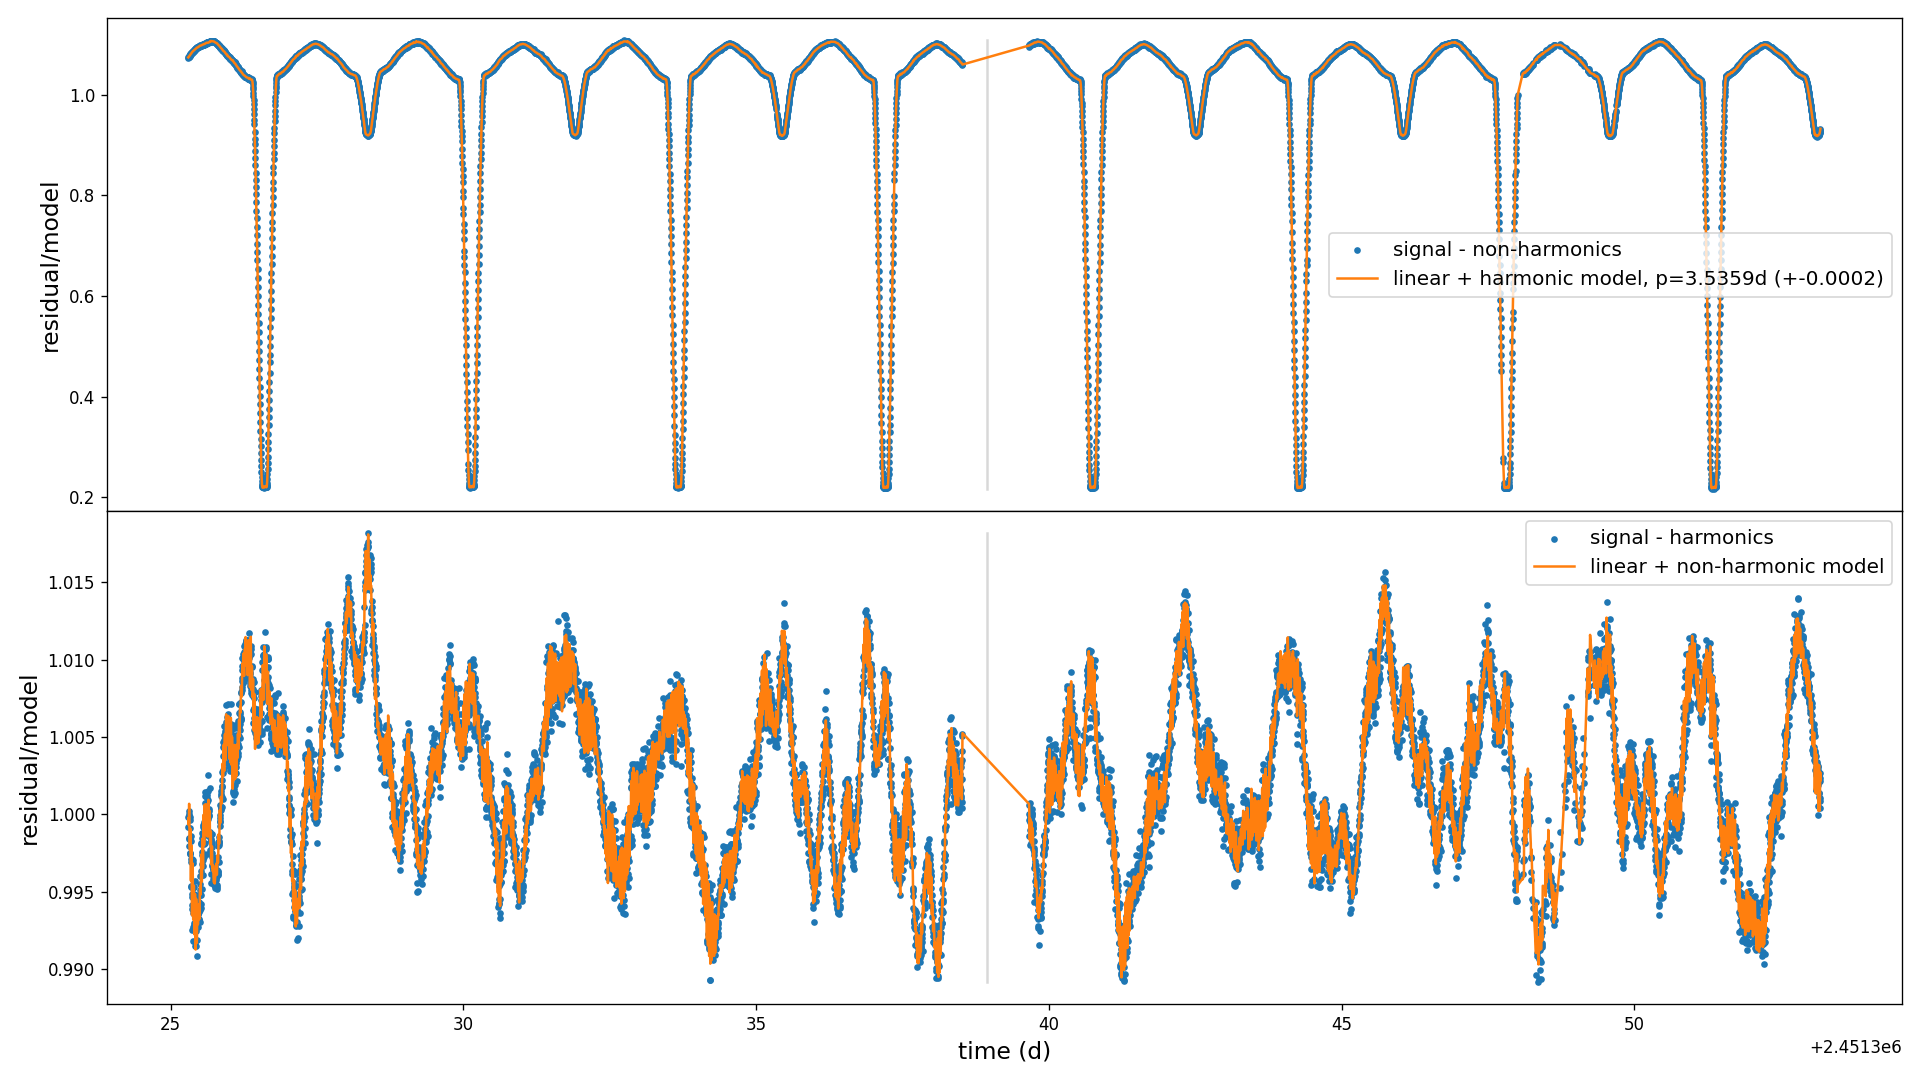 residual/model
1.0
0.8
0.6
0.4
0.2
signal - non-harmonics
linear + harmonic model, p=3.5359d (+-0.0002)
residual/model
1.015
1.010
1.005
1.000
0.995
0.990
signal - harmonics
linear + non-harmonic model
25
30
35
40
45
50
time (d)
+2.4513e6